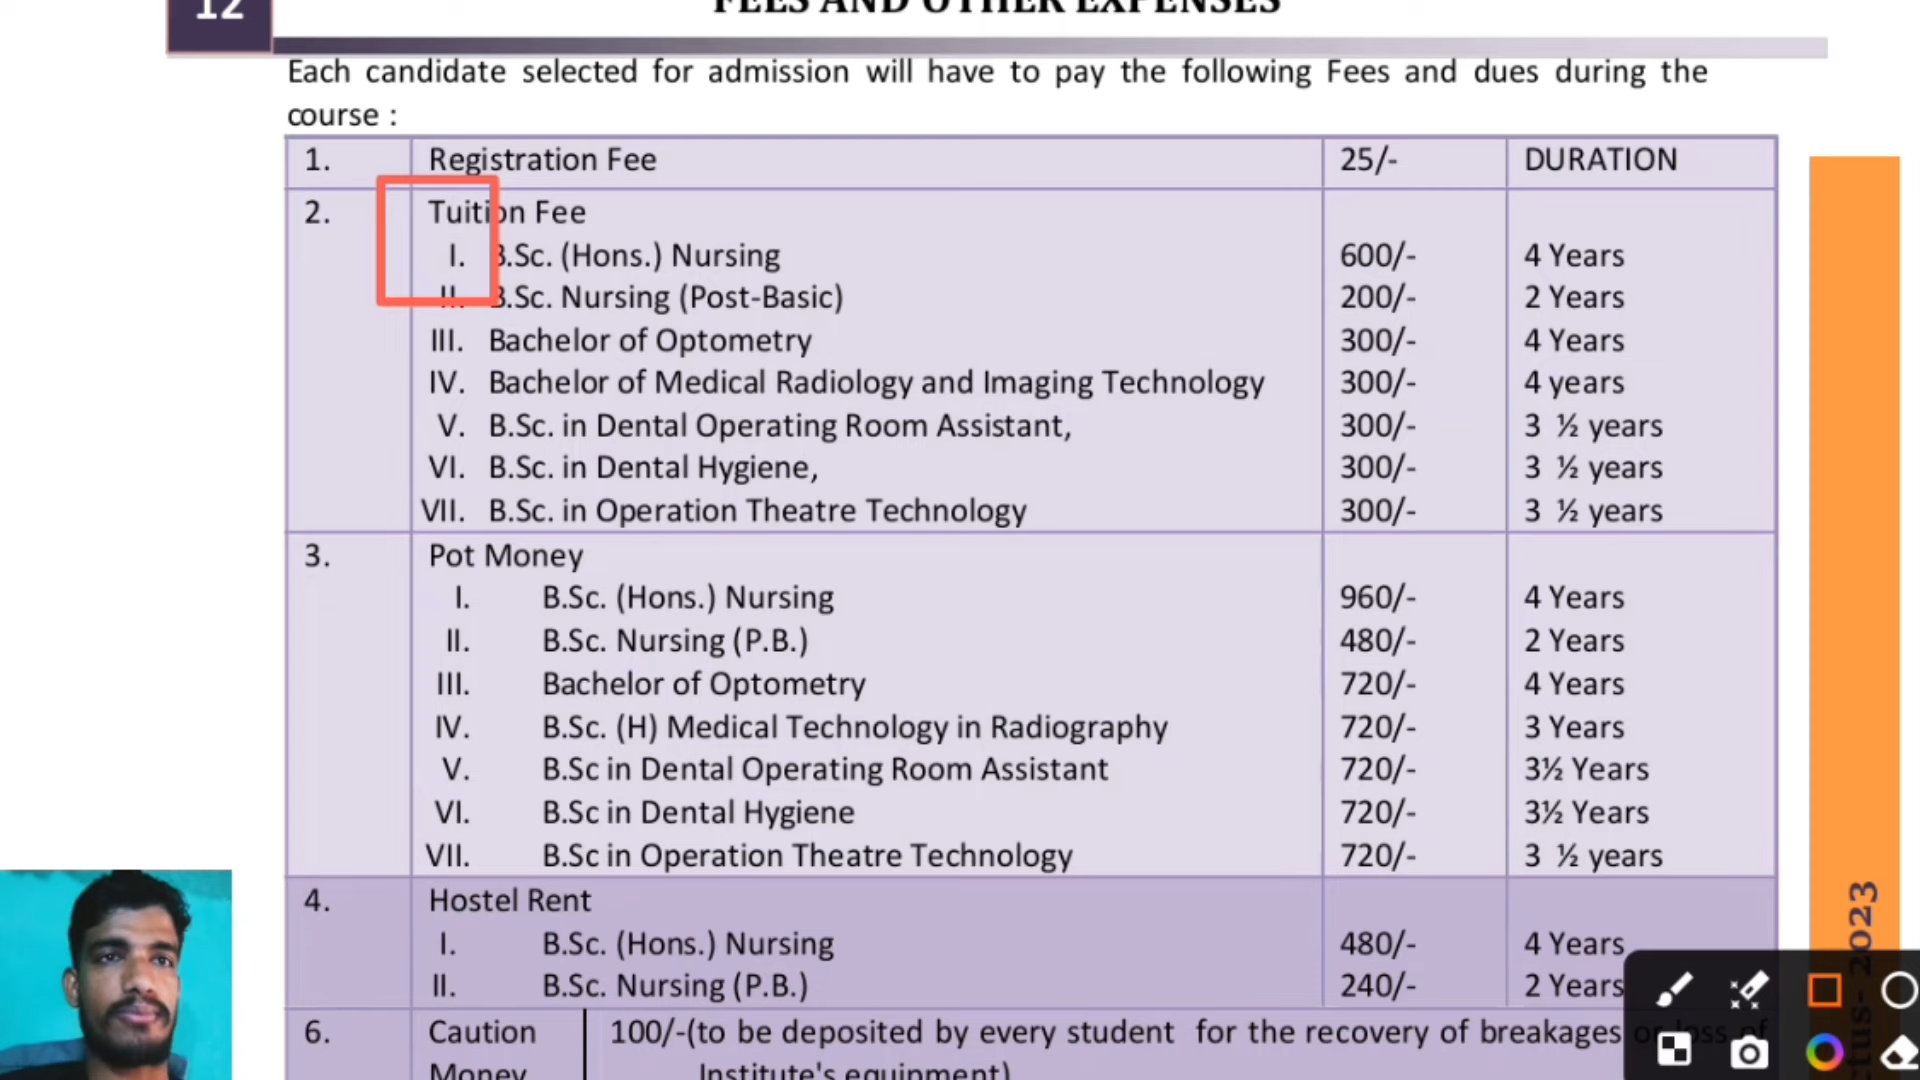 12 FEES AND OTHER EXPENSES
Each candidate selected for admission will have to pay the following Fees and dues during the
course :
1. Registration Fee 25/- DURATION
2. Tuition Fee
I. B.Sc. (Hons.) Nursing 600/- 4 Years
II. B.Sc. Nursing (Post-Basic) 200/- 2 Years
III. Bachelor of Optometry 300/- 4 Years
IV. Bachelor of Medical Radiology and Imaging Technology 300/- 4 years
V. B.Sc. in Dental Operating Room Assistant, 300/- 3 ½ years
VI. B.Sc. in Dental Hygiene, 300/- 3 ½ years
VII. B.Sc. in Operation Theatre Technology 300/- 3 ½ years
3. Pot Money
I. B.Sc. (Hons.) Nursing 960/- 4 Years
II. B.Sc. Nursing (P.B.) 480/- 2 Years
III. Bachelor of Optometry 720/- 4 Years
IV. B.Sc. (H) Medical Technology in Radiography 720/- 3 Years
V. B.Sc in Dental Operating Room Assistant 720/- 3½ Years
VI. B.Sc in Dental Hygiene 720/- 3½ Years
VII. B.Sc in Operation Theatre Technology 720/- 3 ½ years
4. Hostel Rent
I. B.Sc. (Hons.) Nursing 480/- 4 Years
II. B.Sc. Nursing (P.B.) 240/- 2 Years
6. Caution 100/-(to be deposited by every student for the recovery of breakages or loss of
Money Institute's equipment)
2023